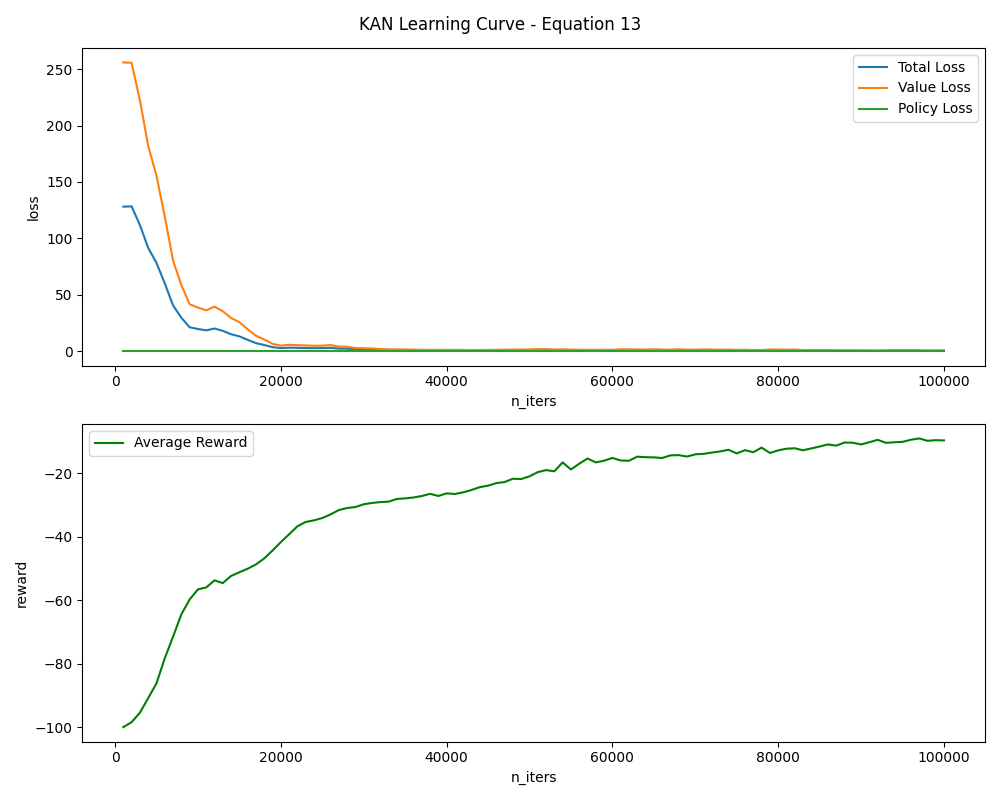 KAN Learning Curve - Equation 13
250
200
150
100
50
0
loss
Total Loss
Value Loss
Policy Loss
0 20000 40000 60000 80000 100000
n_iters
Average Reward
−20
−40
−60
−80
−100
reward
0 20000 40000 60000 80000 100000
n_iters